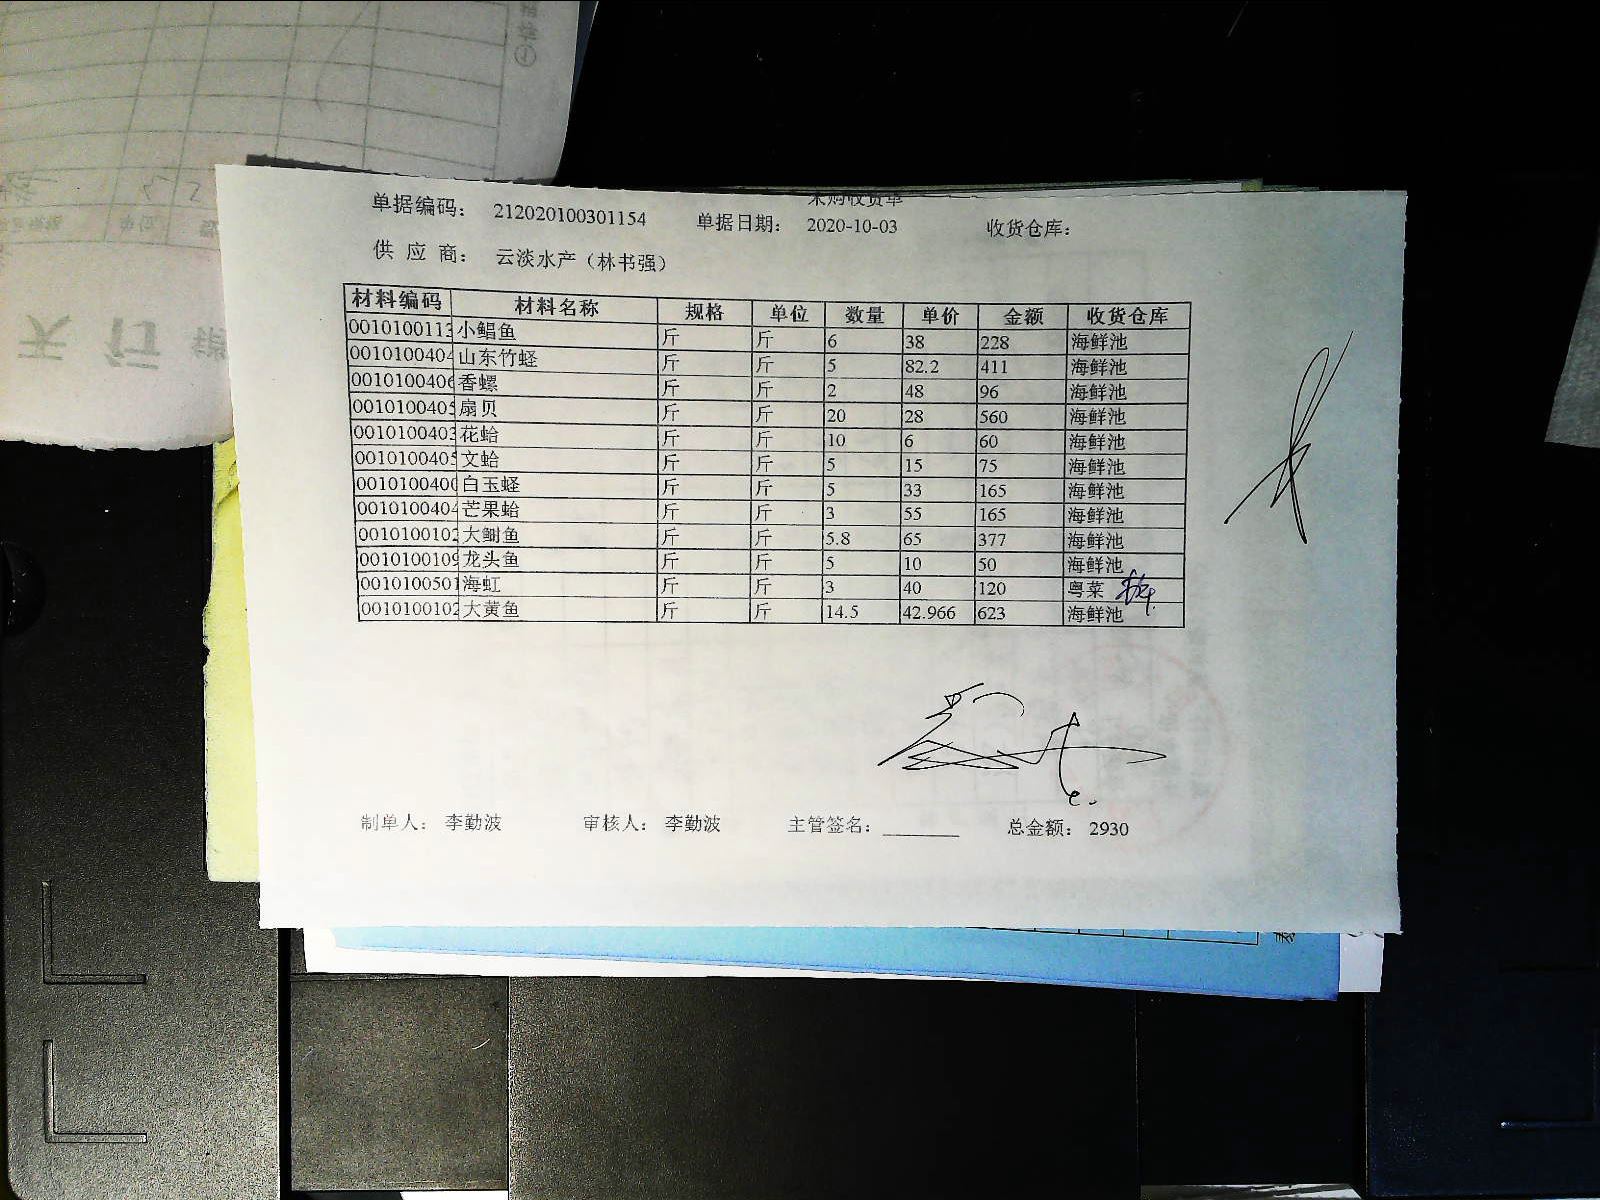 采购收货单
单据编码: 212020100301154 单据日期: 2020-10-03 收货仓库:
供 应 商: 云淡水产（林书强）
材料编码 材料名称 规格 单位 数量 单价 金额 收货仓库
0010100113 小鲳鱼 斤 斤 6 38 228 海鲜池
0010100404 山东竹蛏 斤 斤 5 82.2 411 海鲜池
0010100406 香螺 斤 斤 2 48 96 海鲜池
0010100405 扇贝 斤 斤 20 28 560 海鲜池
0010100403 花蛤 斤 斤 10 6 60 海鲜池
0010100405 文蛤 斤 斤 5 15 75 海鲜池
0010100400 白玉蛏 斤 斤 5 33 165 海鲜池
0010100404 芒果蛤 斤 斤 3 55 165 海鲜池
0010100102 大鲥鱼 斤 斤 5.8 65 377 海鲜池
0010100109 龙头鱼 斤 斤 5 10 50 海鲜池
0010100501 海虹 斤 斤 3 40 120 粤菜
0010100102 大黄鱼 斤 斤 14.5 42.966 623 海鲜池
制单人: 李勤波 审核人: 李勤波 主管签名: 总金额: 2930
天 行